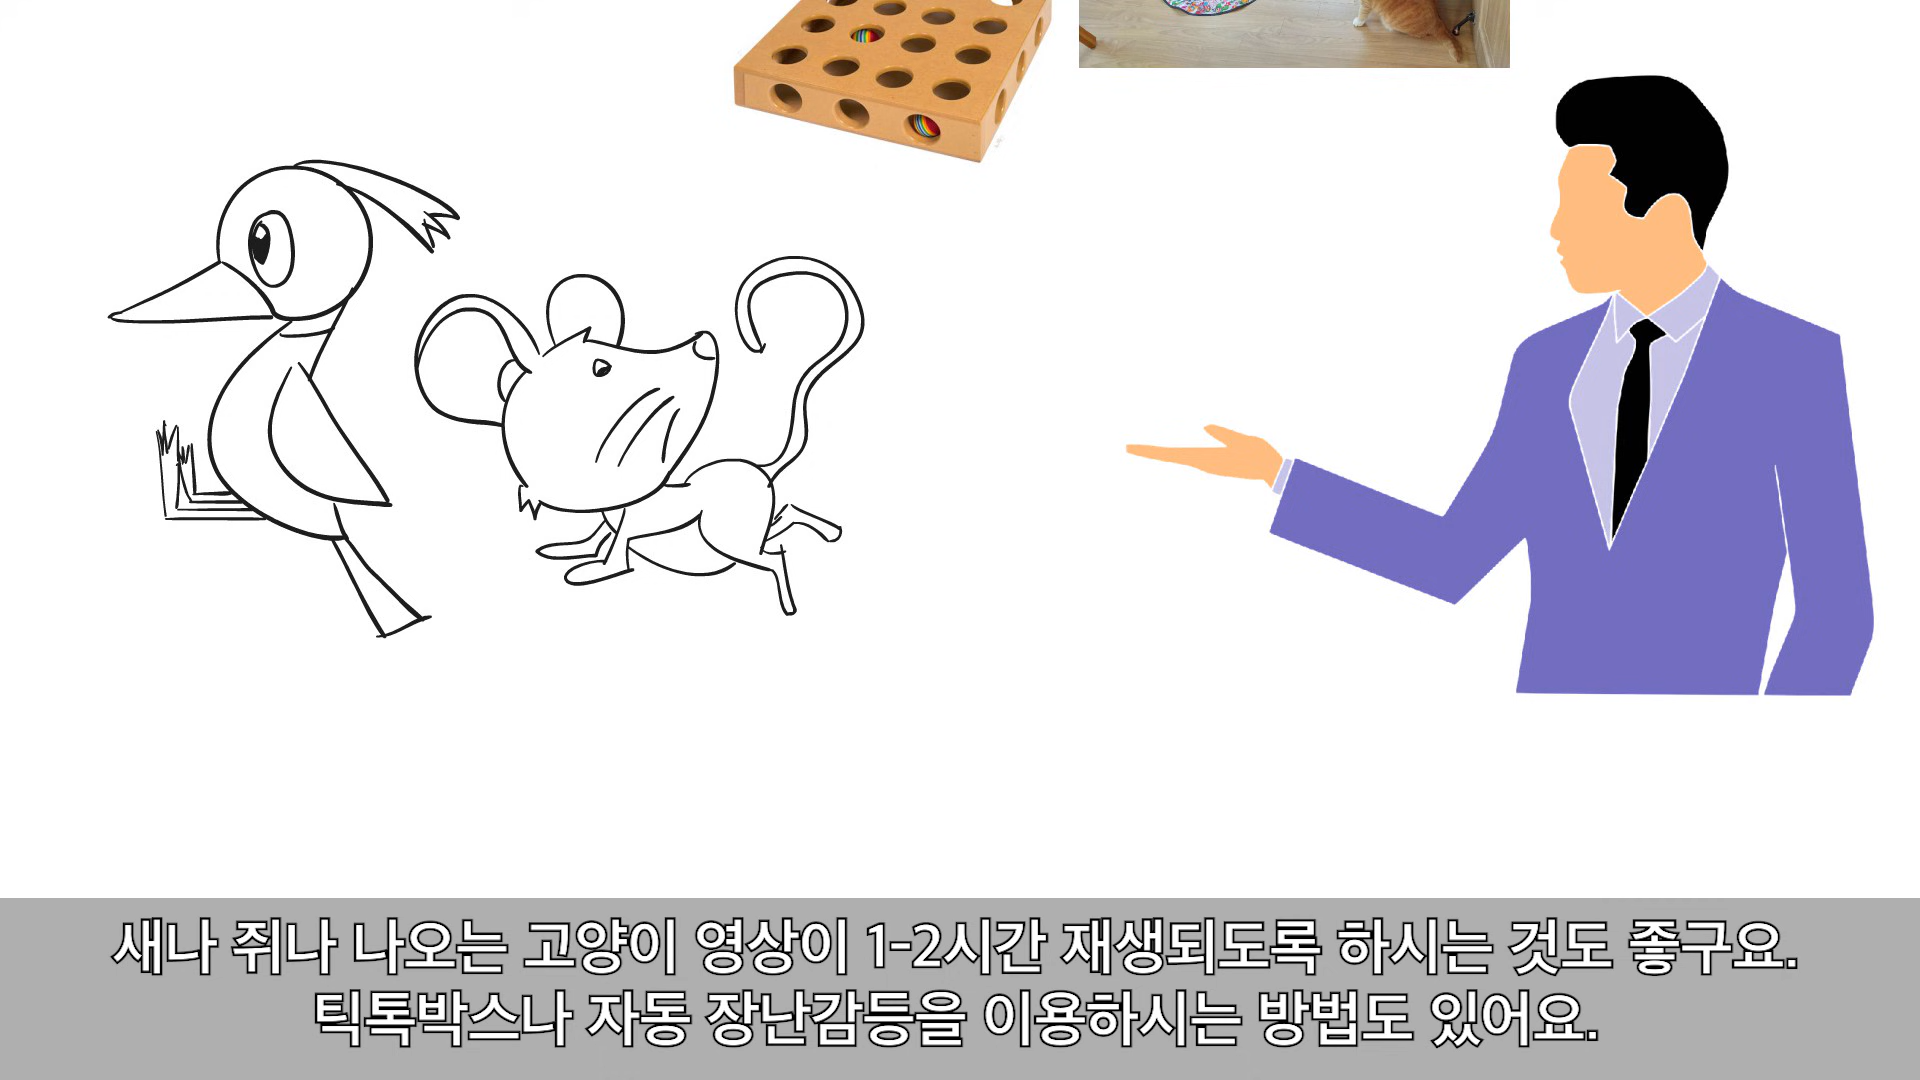 새나 쥐나 나오는 고양이 영상이 1-2시간 재생되도록 하시는 것도 좋구요.
틱톡박스나 자동 장난감등을 이용하시는 방법도 있어요.